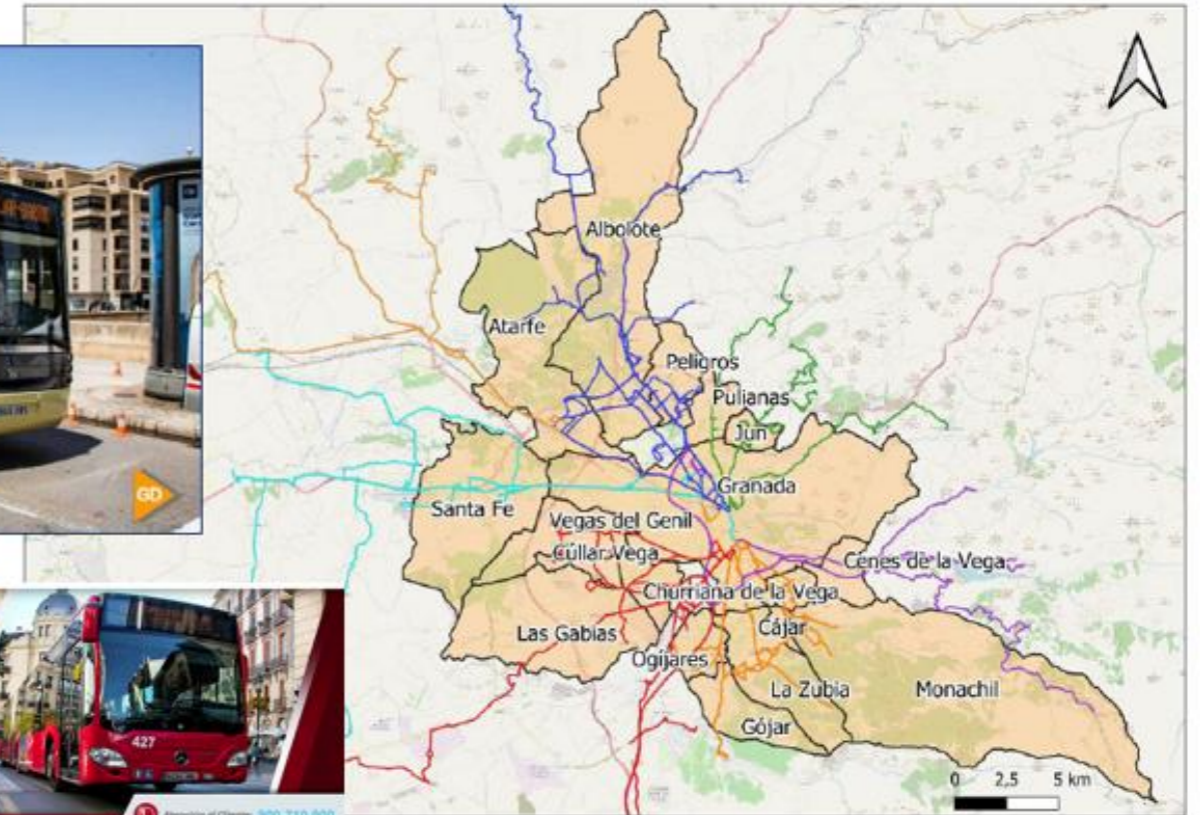 Albolote
Atarfe
Peligros
Pulianas
Jun
Granada
Santa Fe
Vegas del Genil
Cúllar Vega
Cenes de la Vega
Churriana de la Vega
Las Gabias
Cájar
Ogíjares
La Zubia
Monachil
Gójar
0 2,5 5 km
GD
427